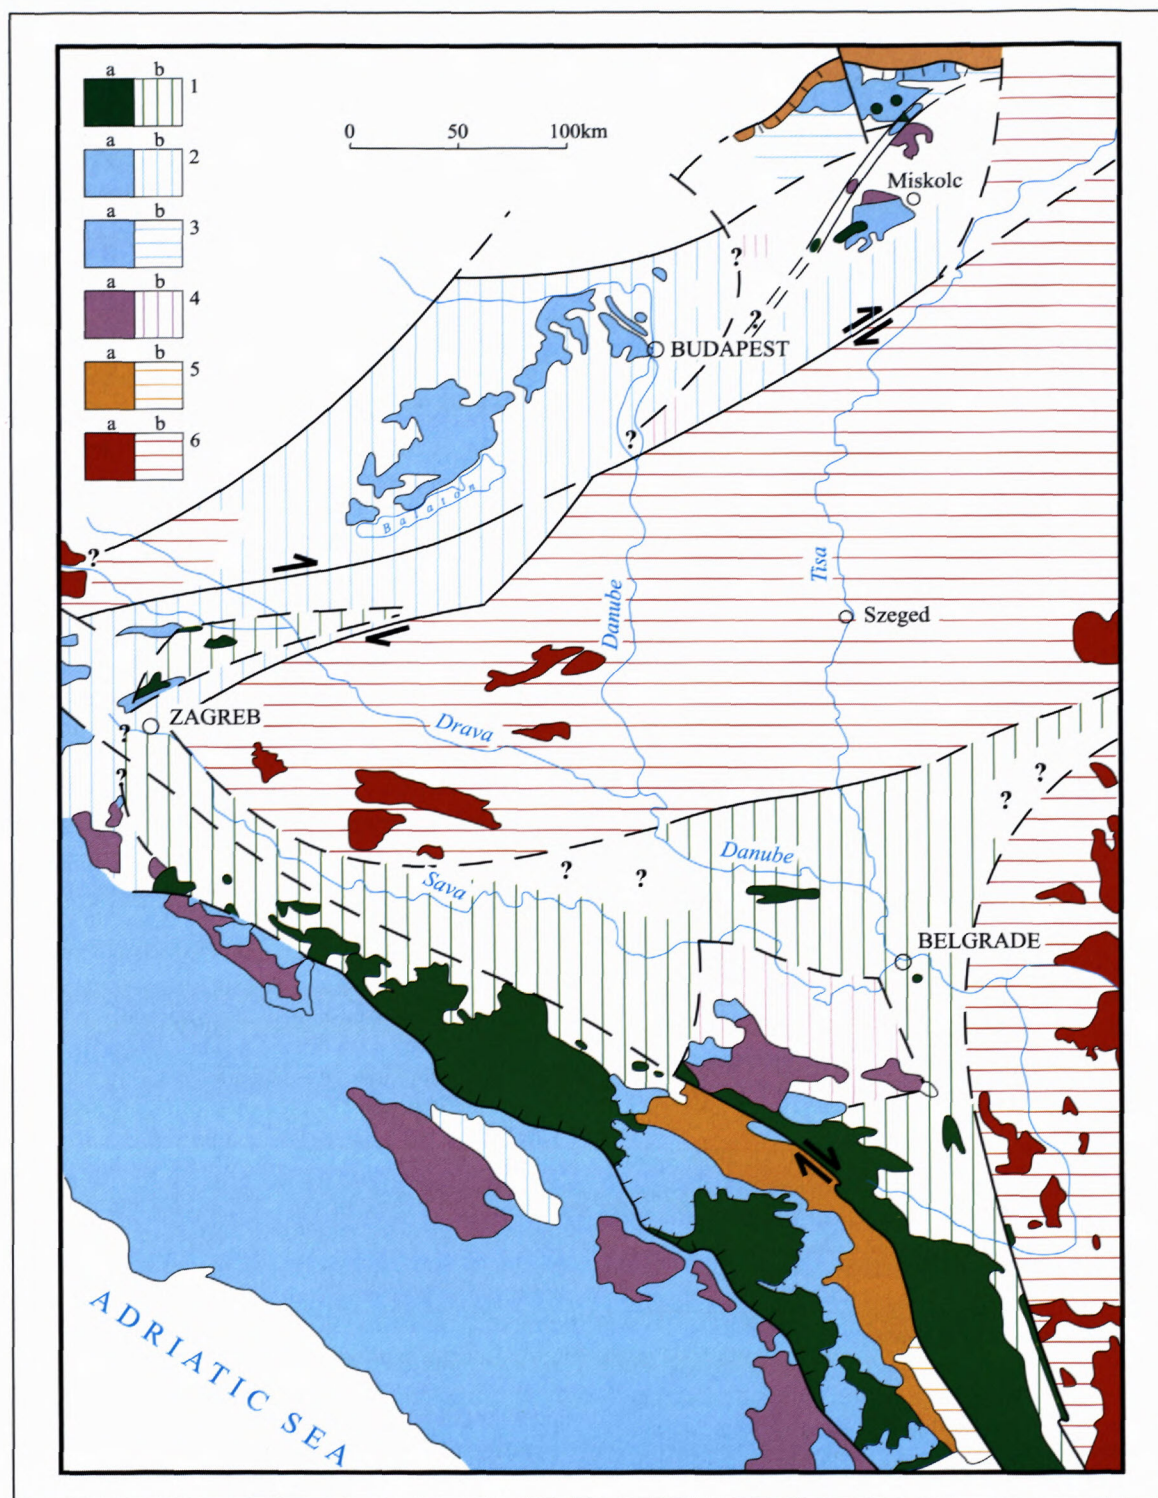 a b
1
a b
2
a b
3
a b
4
a b
5
a b
6
0 50 100km
Miskolc
?
?
BUDAPEST
?
Balaton
?
Tisa
Danube
Szeged
ZAGREB
?
Drava
?
?
?
Danube
?
?
Sava
BELGRADE
ADRIATIC SEA